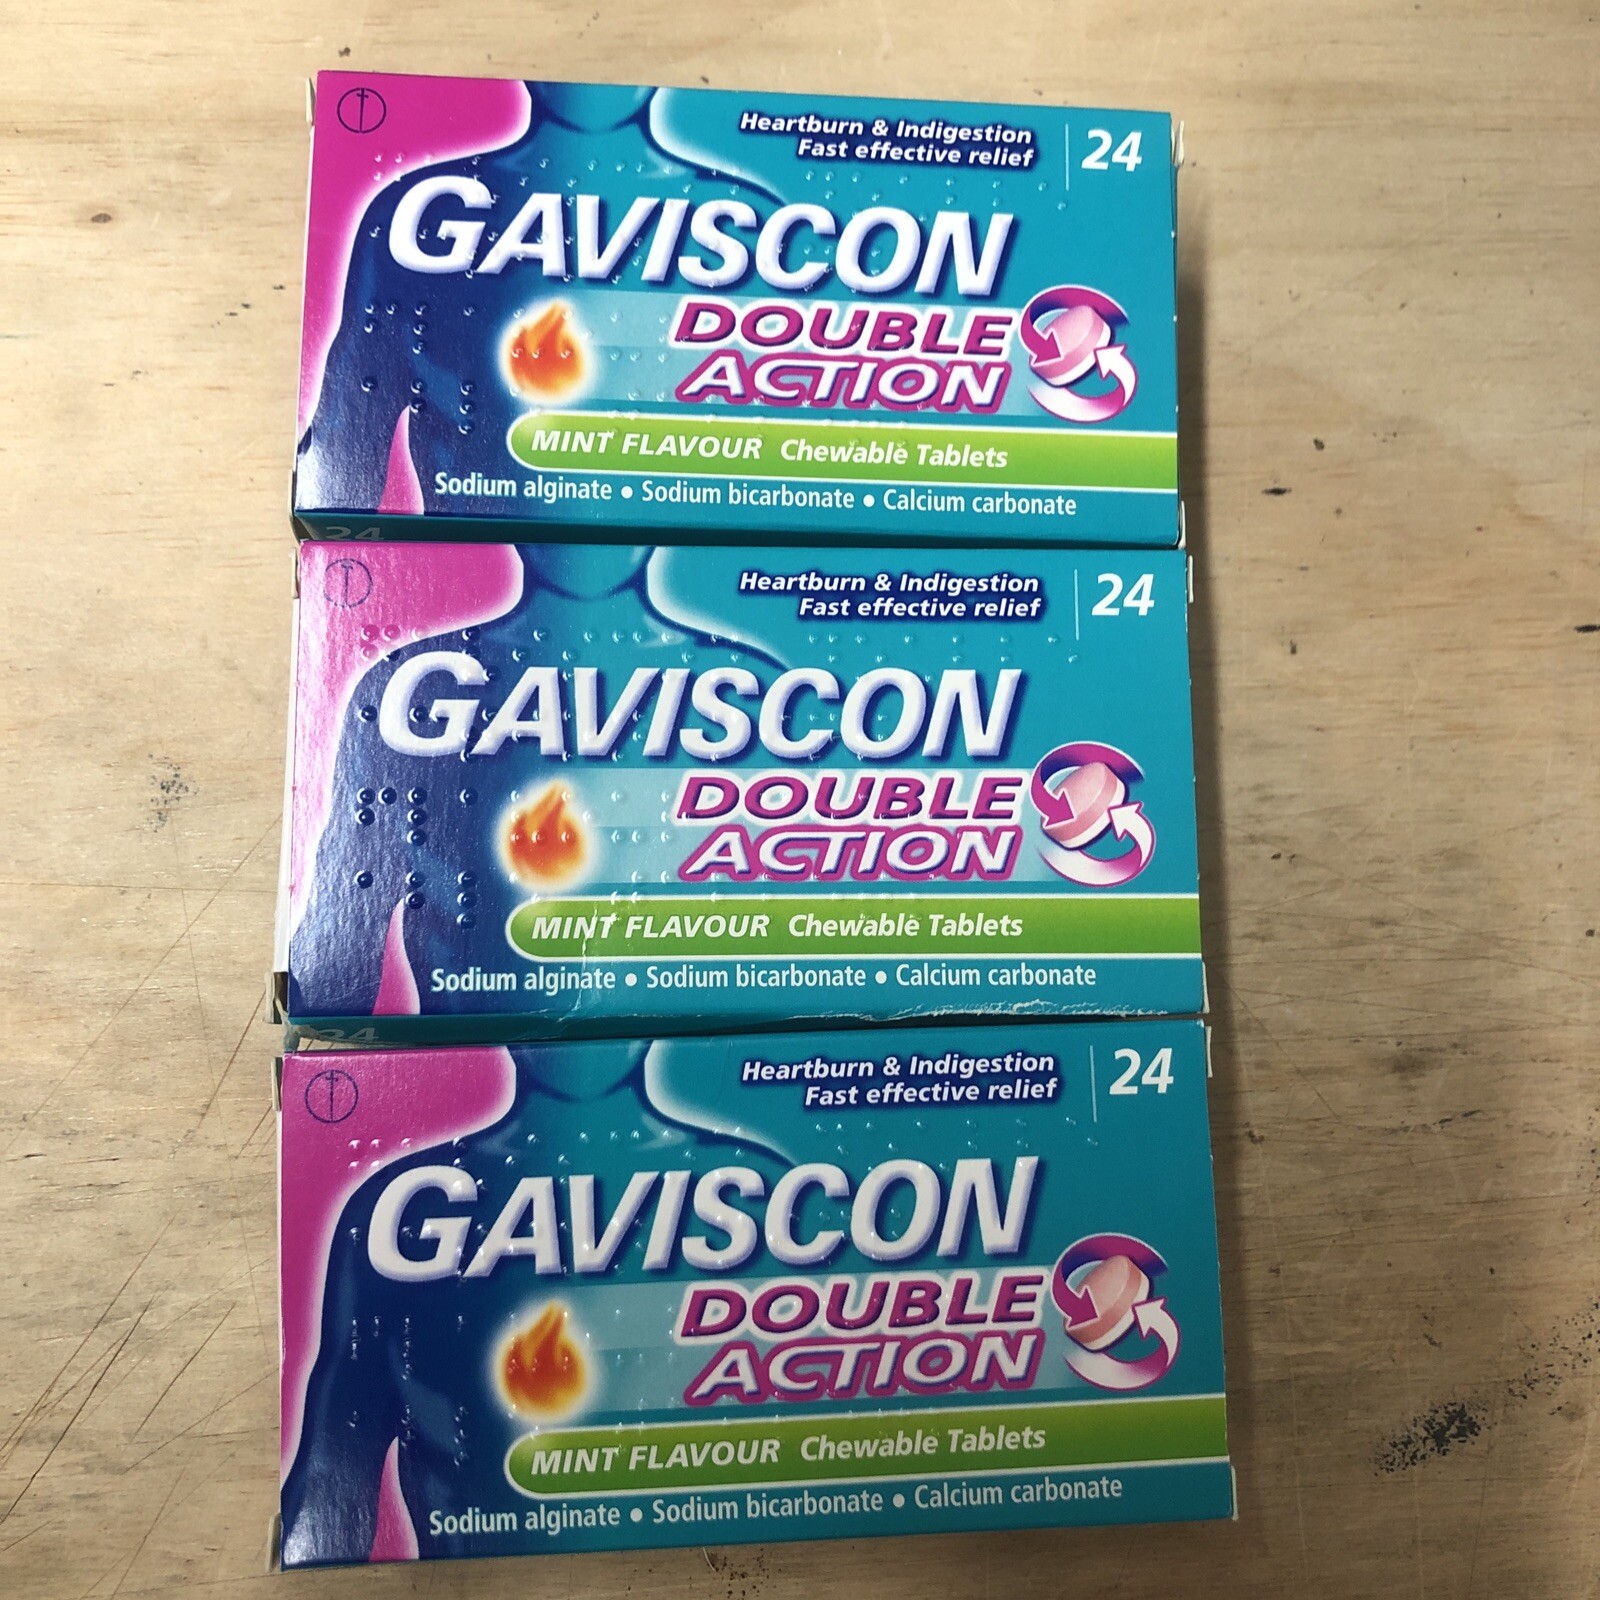 Heartburn & Indigestion
Fast effective relief
24
GAVISCON
DOUBLE
ACTION
MINT FLAVOUR Chewable Tablets
Sodium alginate • Sodium bicarbonate • Calcium carbonate
24
Heartburn & Indigestion
Fast effective relief
24
GAVISCON
DOUBLE
ACTION
MINT FLAVOUR Chewable Tablets
Sodium alginate • Sodium bicarbonate • Calcium carbonate
24
Heartburn & Indigestion
Fast effective relief
24
GAVISCON
DOUBLE
ACTION
MINT FLAVOUR Chewable Tablets
Sodium alginate • Sodium bicarbonate • Calcium carbonate